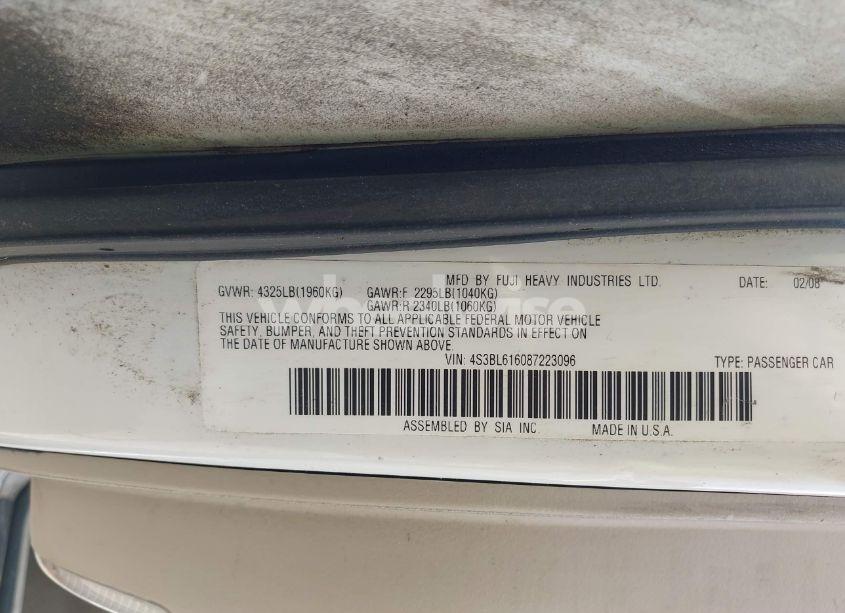 MFD BY FUJI HEAVY INDUSTRIES LTD. DATE: 02/08
GVWR: 4325LB(1960KG) GAWR:F 2295LB(1040KG)
GAWR:R 2340LB(1060KG)
THIS VEHICLE CONFORMS TO ALL APPLICABLE FEDERAL MOTOR VEHICLE
SAFETY, BUMPER, AND THEFT PREVENTION STANDARDS IN EFFECT ON
THE DATE OF MANUFACTURE SHOWN ABOVE.
VIN: 4S3BL616087223096 TYPE: PASSENGER CAR
ASSEMBLED BY SIA INC. MADE IN U.S.A.